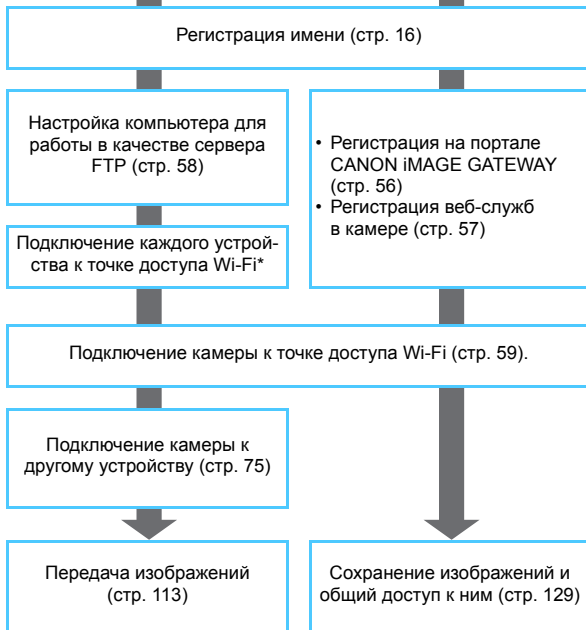 Регистрация имени (стр. 16)
Настройка компьютера для
работы в качестве сервера
FTP (стр. 58)
• Регистрация на портале
CANON iMAGE GATEWAY
(стр. 56)
• Регистрация веб-служб
в камере (стр. 57)
Подключение каждого устрой-
ства к точке доступа Wi-Fi*
Подключение камеры к точке доступа Wi-Fi (стр. 59).
Подключение камеры к
другому устройству (стр. 75)
Передача изображений
(стр. 113)
Сохранение изображений и
общий доступ к ним (стр. 129)